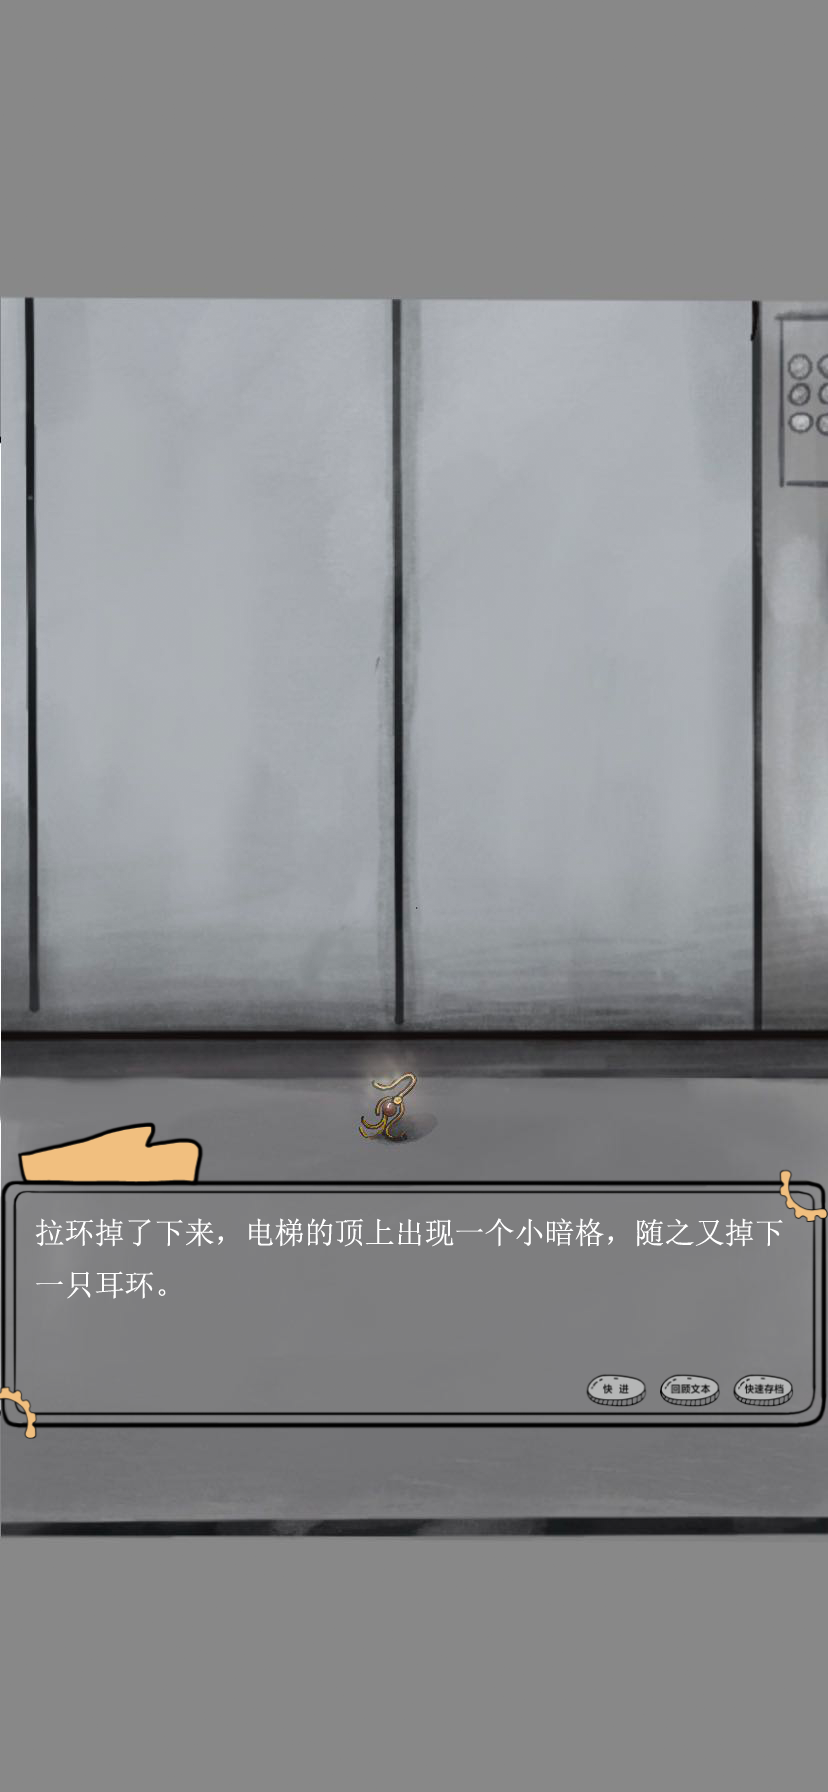 拉环掉了下来，电梯的顶上出现一个小暗格，随之又掉下
一只耳环。
快 进 回顾文本 快速存档